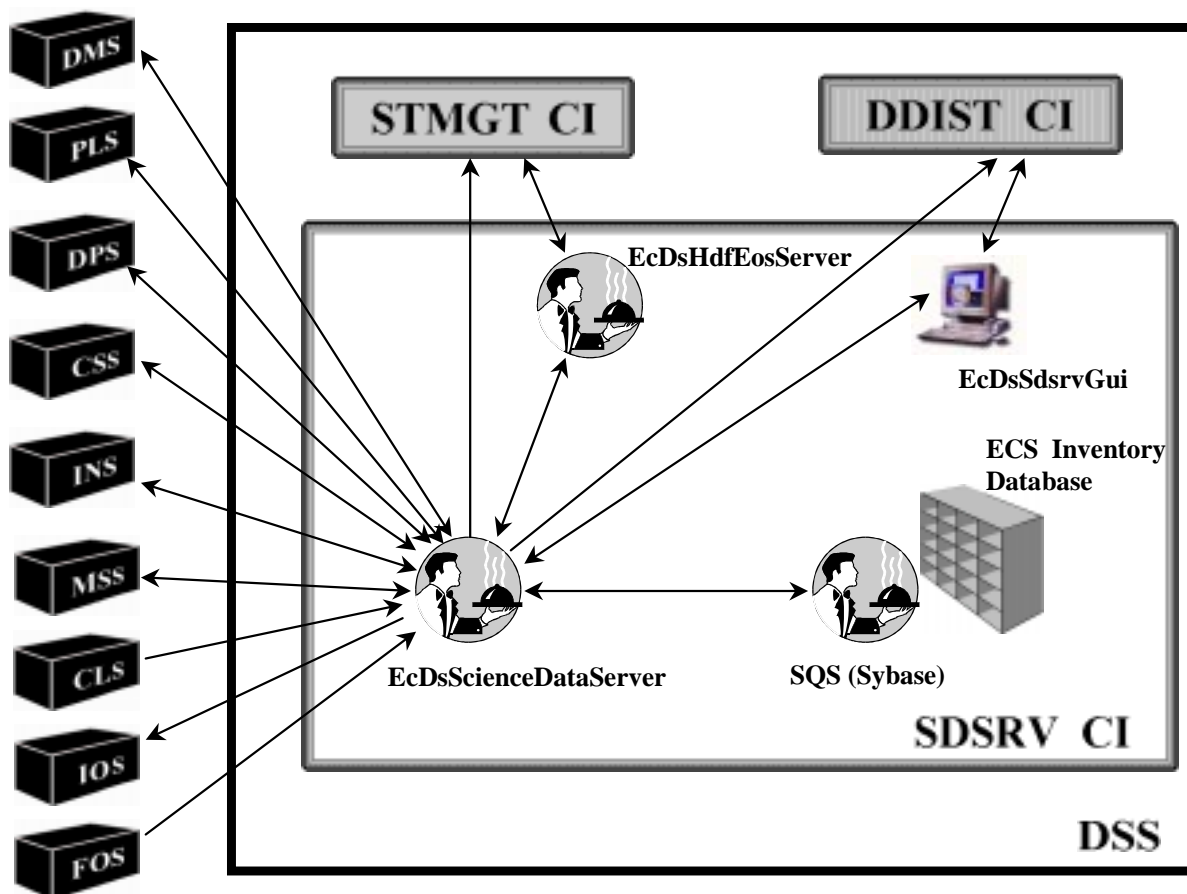 DMS
PLS
DPS
CSS
INS
MSS
CLS
IOS
FOS
STMGT CI
DDIST CI
EcDsHdfEosServer
EcDsSdsrvGui
ECS Inventory
Database
EcDsScienceDataServer
SQS (Sybase)
SDSRV CI
DSS